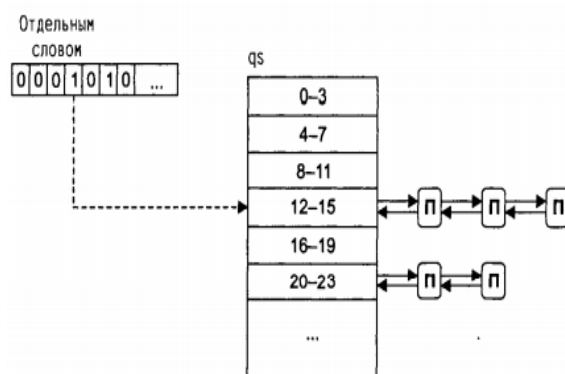 Отдельным
словом
0 0 0 1 0 1 0 ...
qs
0–3
4–7
8–11
12–15
П П П
16–19
20–23
П П
...